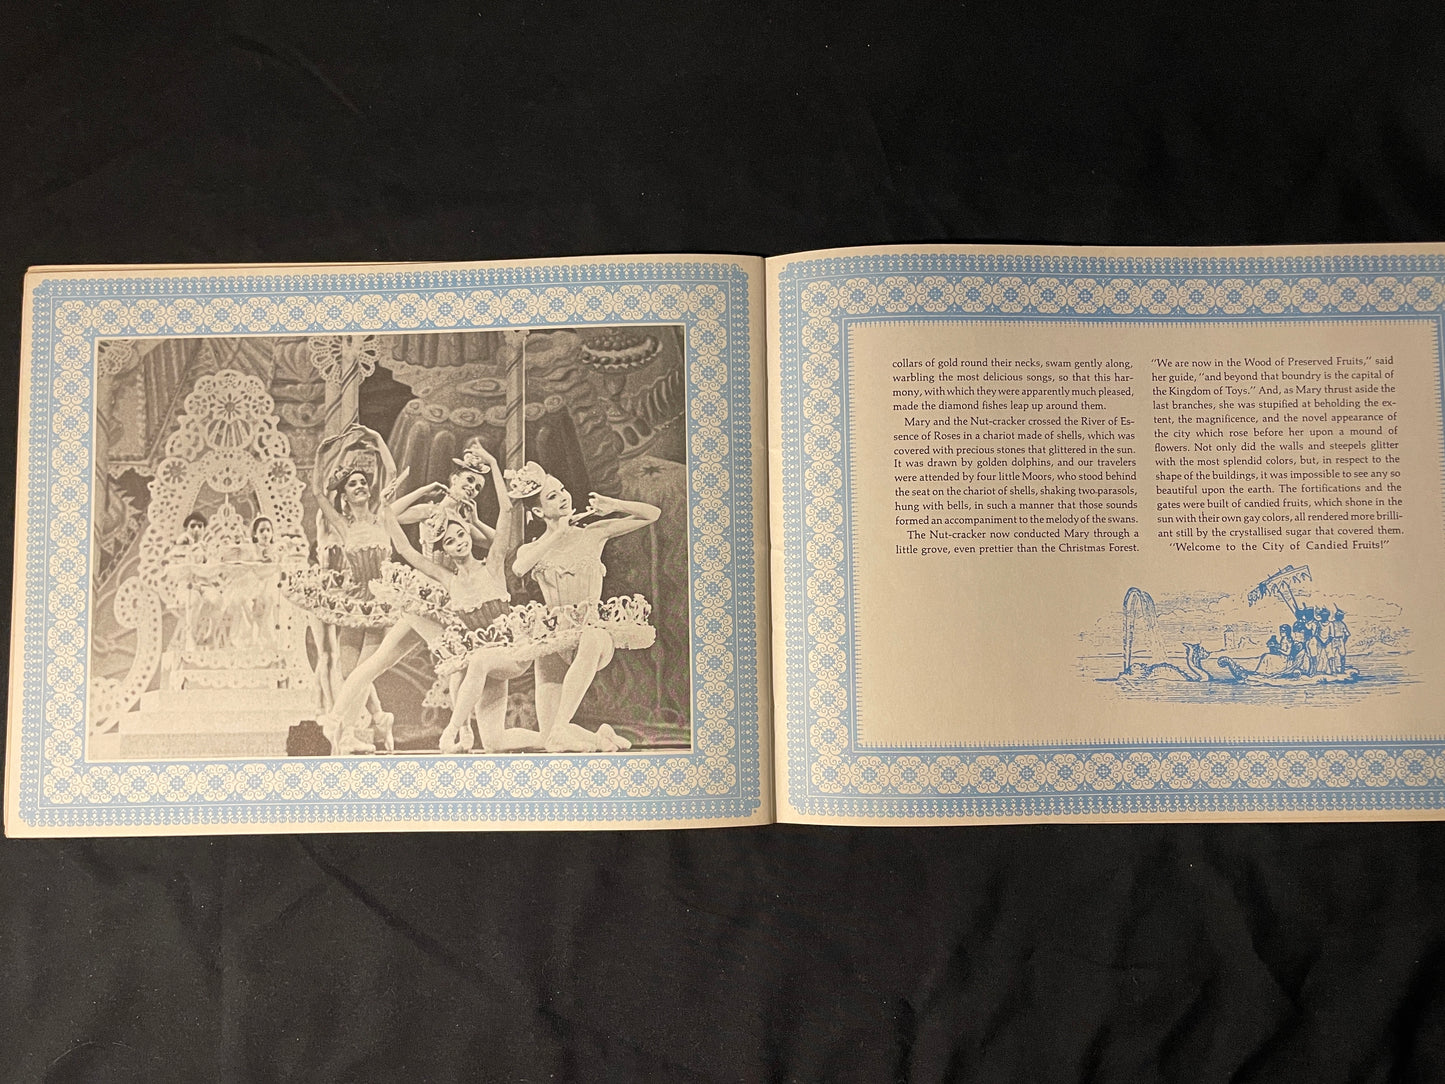 collars of gold round their necks, swam gently along,
warbling the most delicious songs, so that this har-
mony, with which they were apparently much pleased,
made the diamond fishes leap up around them.
Mary and the Nut-cracker crossed the River of Es-
sence of Roses in a chariot made of shells, which was
covered with precious stones that glittered in the sun.
It was drawn by golden dolphins, and our travelers
were attended by four little Moors, who stood behind
the seat on the chariot of shells, shaking two-parasols,
hung with bells, in such a manner that those sounds
formed an accompaniment to the melody of the swans.
The Nut-cracker now conducted Mary through a
little grove, even prettier than the Christmas Forest.
"We are now in the Wood of Preserved Fruits," said
her guide, "and beyond that boundry is the capital of
the Kingdom of Toys." And, as Mary thrust aside the
last branches, she was stupified at beholding the ex-
tent, the magnificence, and the novel appearance of
the city which rose before her upon a mound of
flowers. Not only did the walls and steepels glitter
with the most splendid colors, but, in respect to the
shape of the buildings, it was impossible to see any so
beautiful upon the earth. The fortifications and the
gates were built of candied fruits, which shone in the
sun with their own gay colors, all rendered more brilli-
ant still by the crystallised sugar that covered them.
"Welcome to the City of Candied Fruits!"